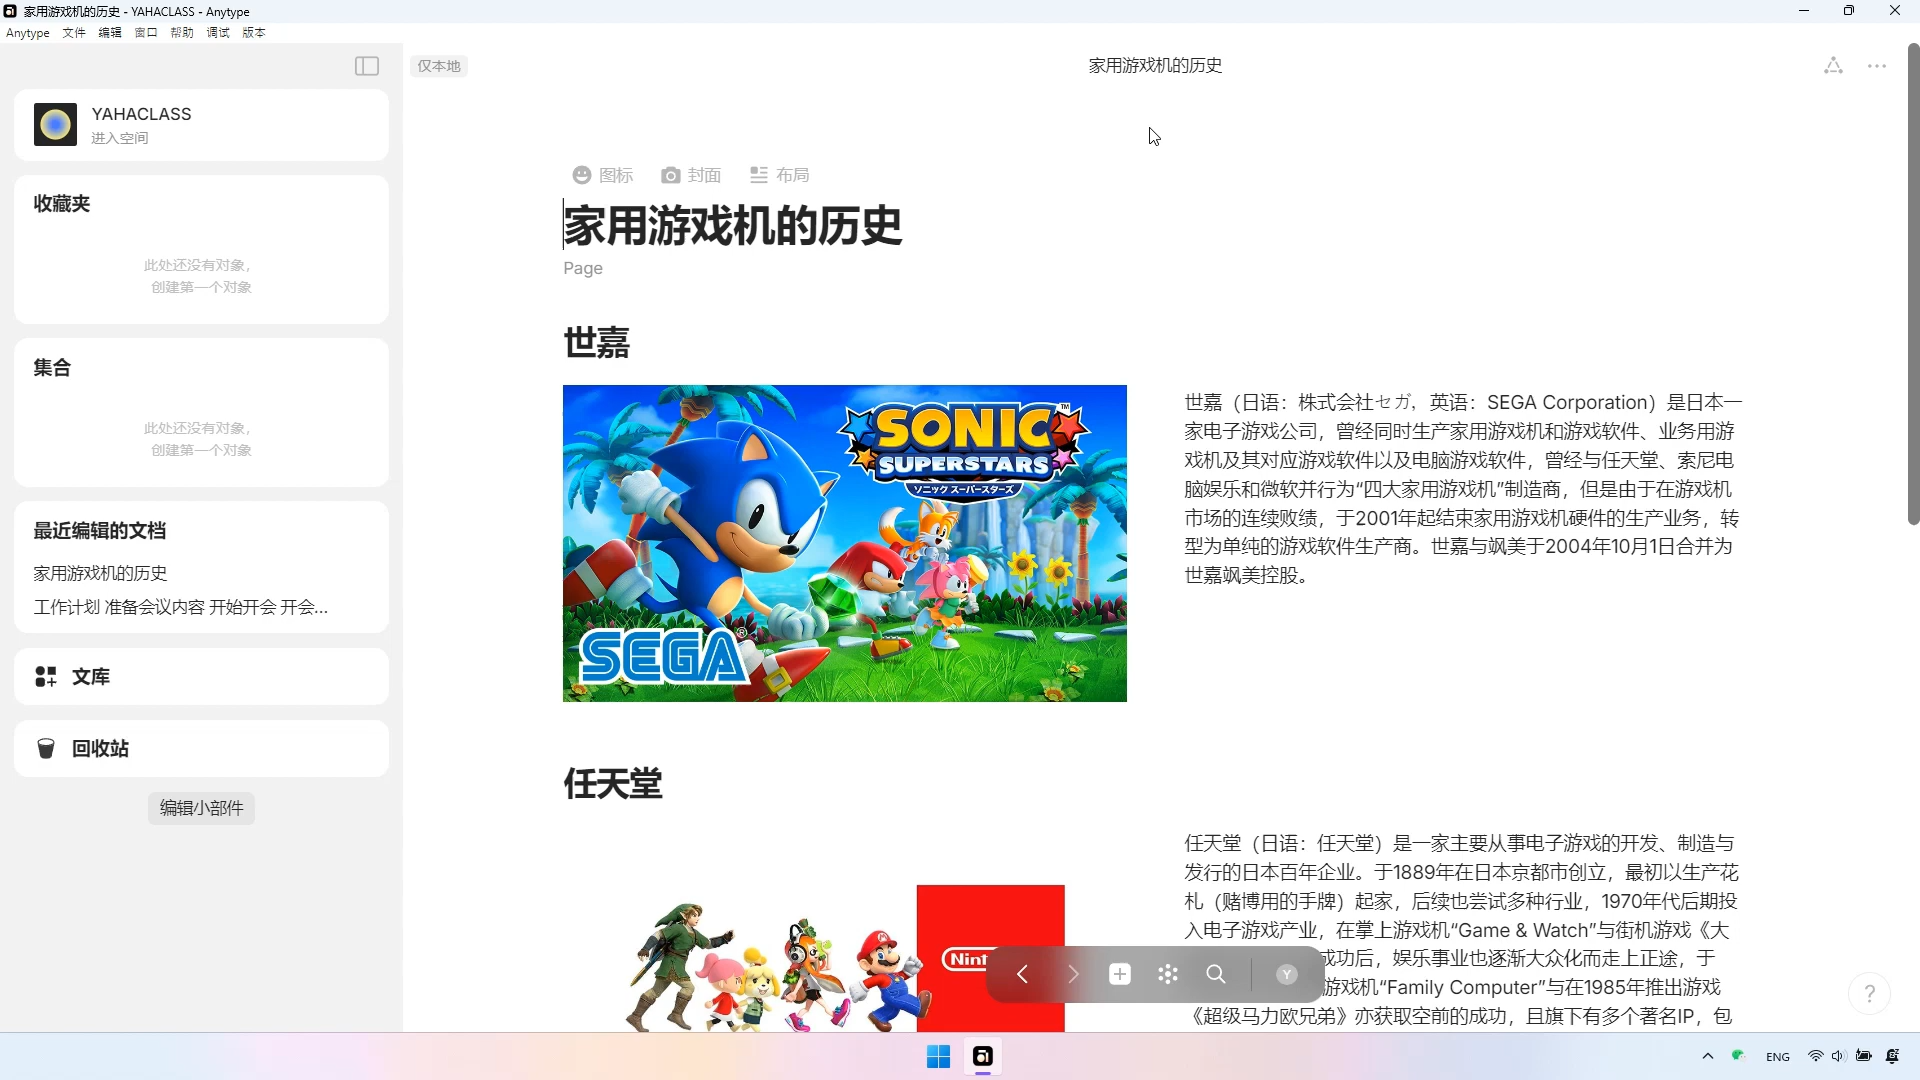 家用游戏机的历史 - YAHACLASS - Anytype
Anytype 文件 编辑 窗口 帮助 调试 版本
仅本地
家用游戏机的历史
YAHACLASS
进入空间
收藏夹
此处还没有对象，
创建第一个对象
集合
此处还没有对象，
创建第一个对象
最近编辑的文档
家用游戏机的历史
工作计划 准备会议内容 开始开会 开会...
文库
回收站
编辑小部件
图标 封面 布局
家用游戏机的历史
Page
世嘉
SONIC
SUPERSTARS
ソニック スーパースターズ
SEGA
世嘉（日语：株式会社セガ，英语：SEGA Corporation）是日本一
家电子游戏公司，曾经同时生产家用游戏机和游戏软件、业务用游
戏机及其对应游戏软件以及电脑游戏软件，曾经与任天堂、索尼电
脑娱乐和微软并行为“四大家用游戏机”制造商，但是由于在游戏机
市场的连续败绩，于2001年起结束家用游戏机硬件的生产业务，转
型为单纯的游戏软件生产商。世嘉与飒美于2004年10月1日合并为
世嘉飒美控股。
任天堂
Nint
任天堂（日语：任天堂）是一家主要从事电子游戏的开发、制造与
发行的日本百年企业。于1889年在日本京都市创立，最初以生产花
札（赌博用的手牌）起家，后续也尝试多种行业，1970年代后期投
入电子游戏产业，在掌上游戏机“Game & Watch”与街机游戏《大
成功后，娱乐事业也逐渐大众化而走上正途，于
游戏机“Family Computer”与在1985年推出游戏
《超级马力欧兄弟》亦获取空前的成功，且旗下有多个著名IP，包
Y
?
ENG